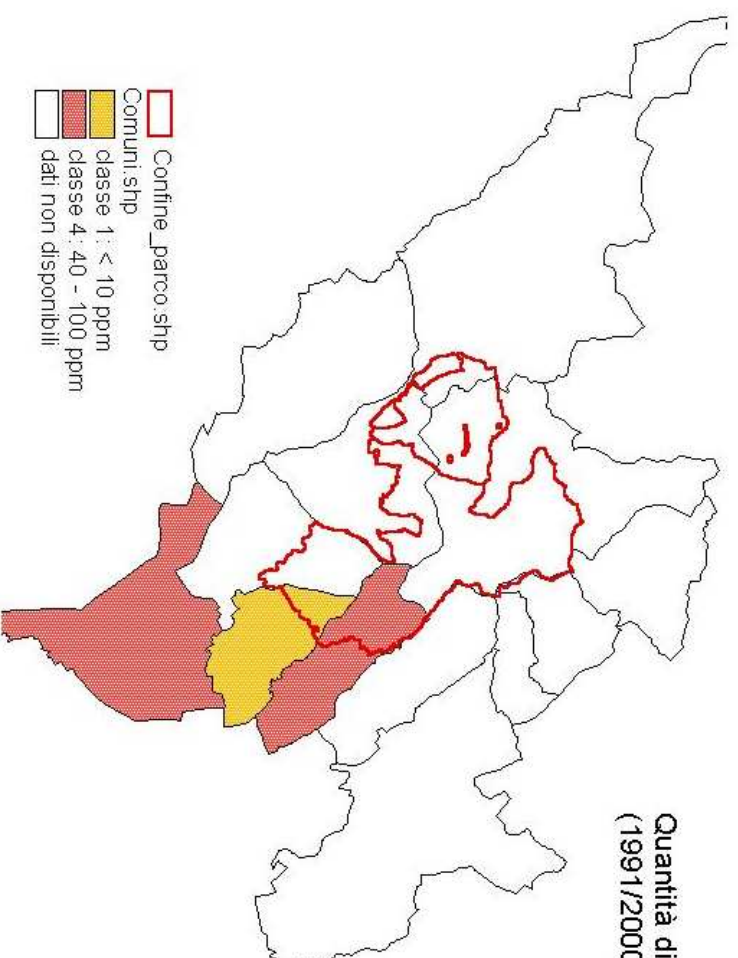 Quantità di
(1991/2000
Confine_parco.shp
Comuni.shp
classe 1: < 10 ppm
classe 4: 40 - 100 ppm
dati non disponibili